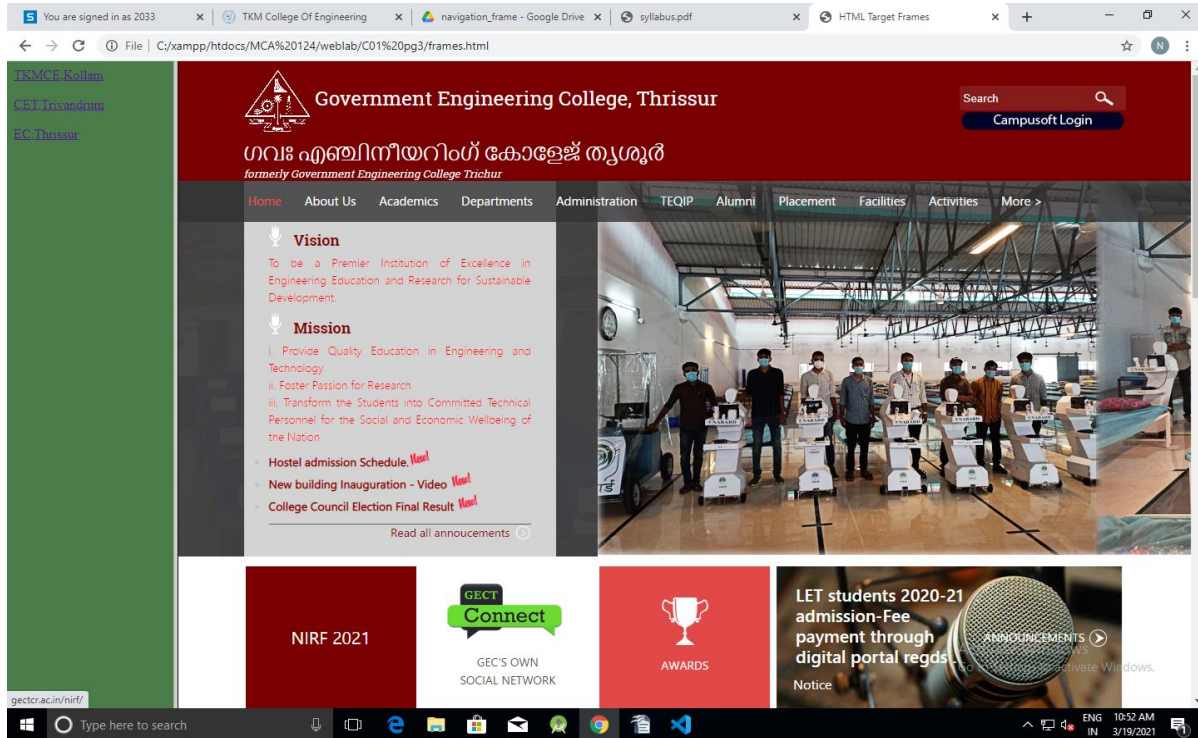 You are signed in as 2033
TKM College Of Engineering
navigation_frame - Google Drive
syllabus.pdf
HTML Target Frames
File | C:/xampp/htdocs/MCA%20124/weblab/C01%20pg3/frames.html
N
TKMCE,Kollam
CET,Trivandrum
EC,Thrissur
Government Engineering College, Thrissur
Search
Campusoft Login
ഗവഃ എഞ്ചിനീയറിംഗ് കോളേജ് തൃശൂർ
formerly Government Engineering College Trichur
Home About Us Academics Departments Administration TEQIP Alumni Placement Facilities Activities More >
Vision
To be a Premier Institution of Excellence in
Engineering Education and Research for Sustainable
Development.
Mission
i. Provide Quality Education in Engineering and
Technology
ii. Foster Passion for Research
iii. Transform the Students into Committed Technical
Personnel for the Social and Economic Wellbeing of
the Nation
Hostel admission Schedule. New!
New building Inauguration - Video New!
College Council Election Final Result New!
Read all annoucements
NIRF 2021
GECT
Connect
GEC'S OWN
SOCIAL NETWORK
AWARDS
LET students 2020-21
admission-Fee
payment through
digital portal regds.
Notice
ANNOUNCEMENTS
gectcr.ac.in/nirf/
Type here to search
ENG
IN
10:52 AM
3/19/2021